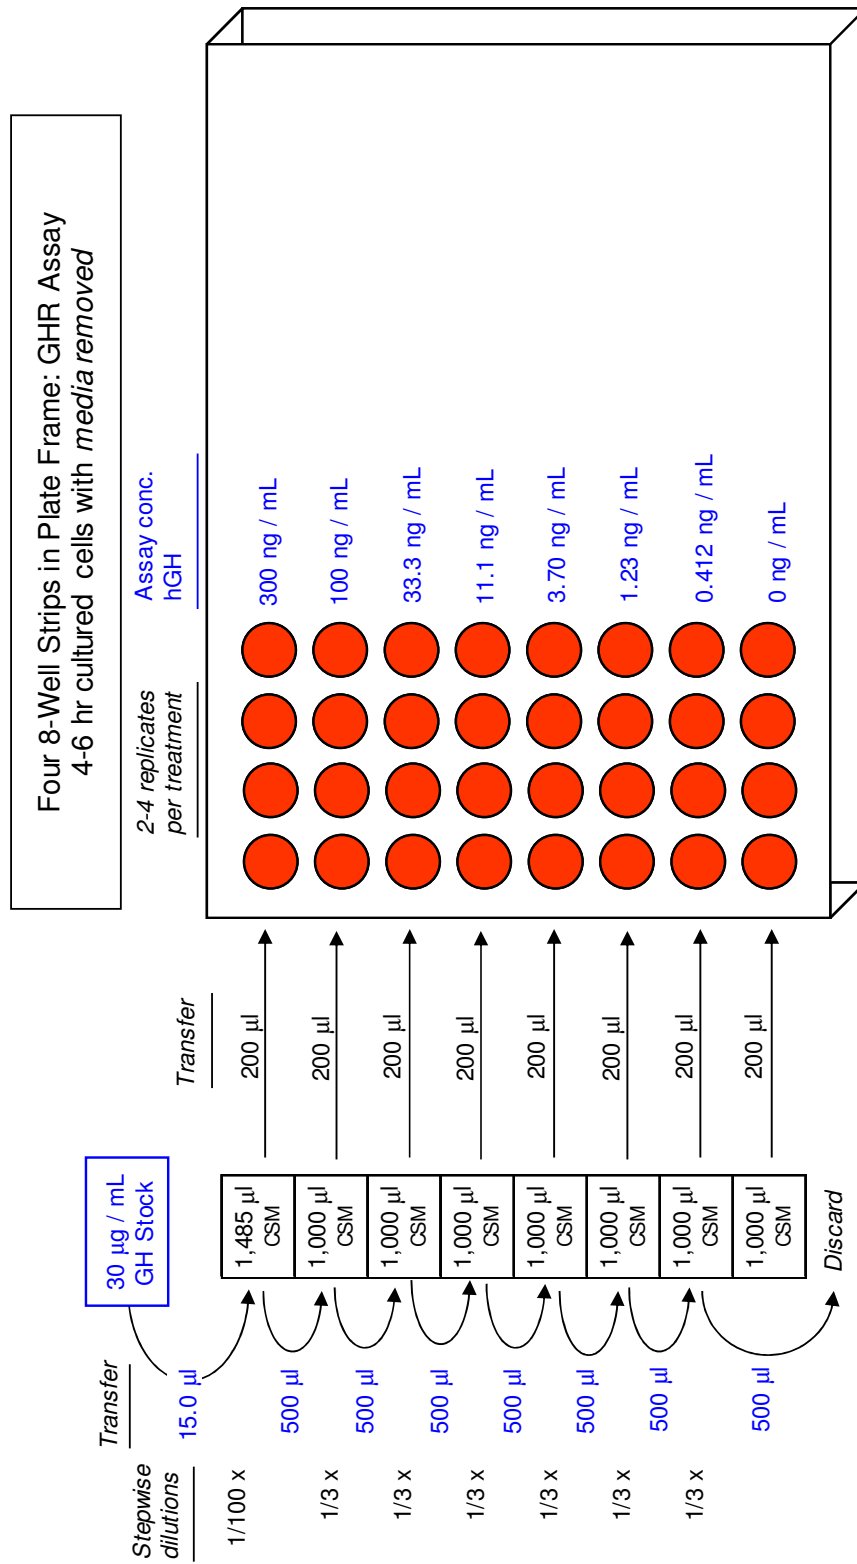 Four 8-Well Strips in Plate Frame: GHR Assay
4-6 hr cultured cells with media removed
Stepwise
dilutions
Transfer
30 µg / mL
GH Stock
Transfer
2-4 replicates
per treatment
Assay conc.
hGH
1/100 x
15.0 µl
1,485 µl
CSM
200 µl
300 ng / mL
500 µl
1/3 x
1,000 µl
CSM
200 µl
100 ng / mL
500 µl
1/3 x
1,000 µl
CSM
200 µl
33.3 ng / mL
500 µl
1/3 x
1,000 µl
CSM
200 µl
11.1 ng / mL
500 µl
1/3 x
1,000 µl
CSM
200 µl
3.70 ng / mL
500 µl
1/3 x
1,000 µl
CSM
200 µl
1.23 ng / mL
500 µl
1/3 x
1,000 µl
CSM
200 µl
0.412 ng / mL
500 µl
1,000 µl
CSM
200 µl
0 ng / mL
Discard